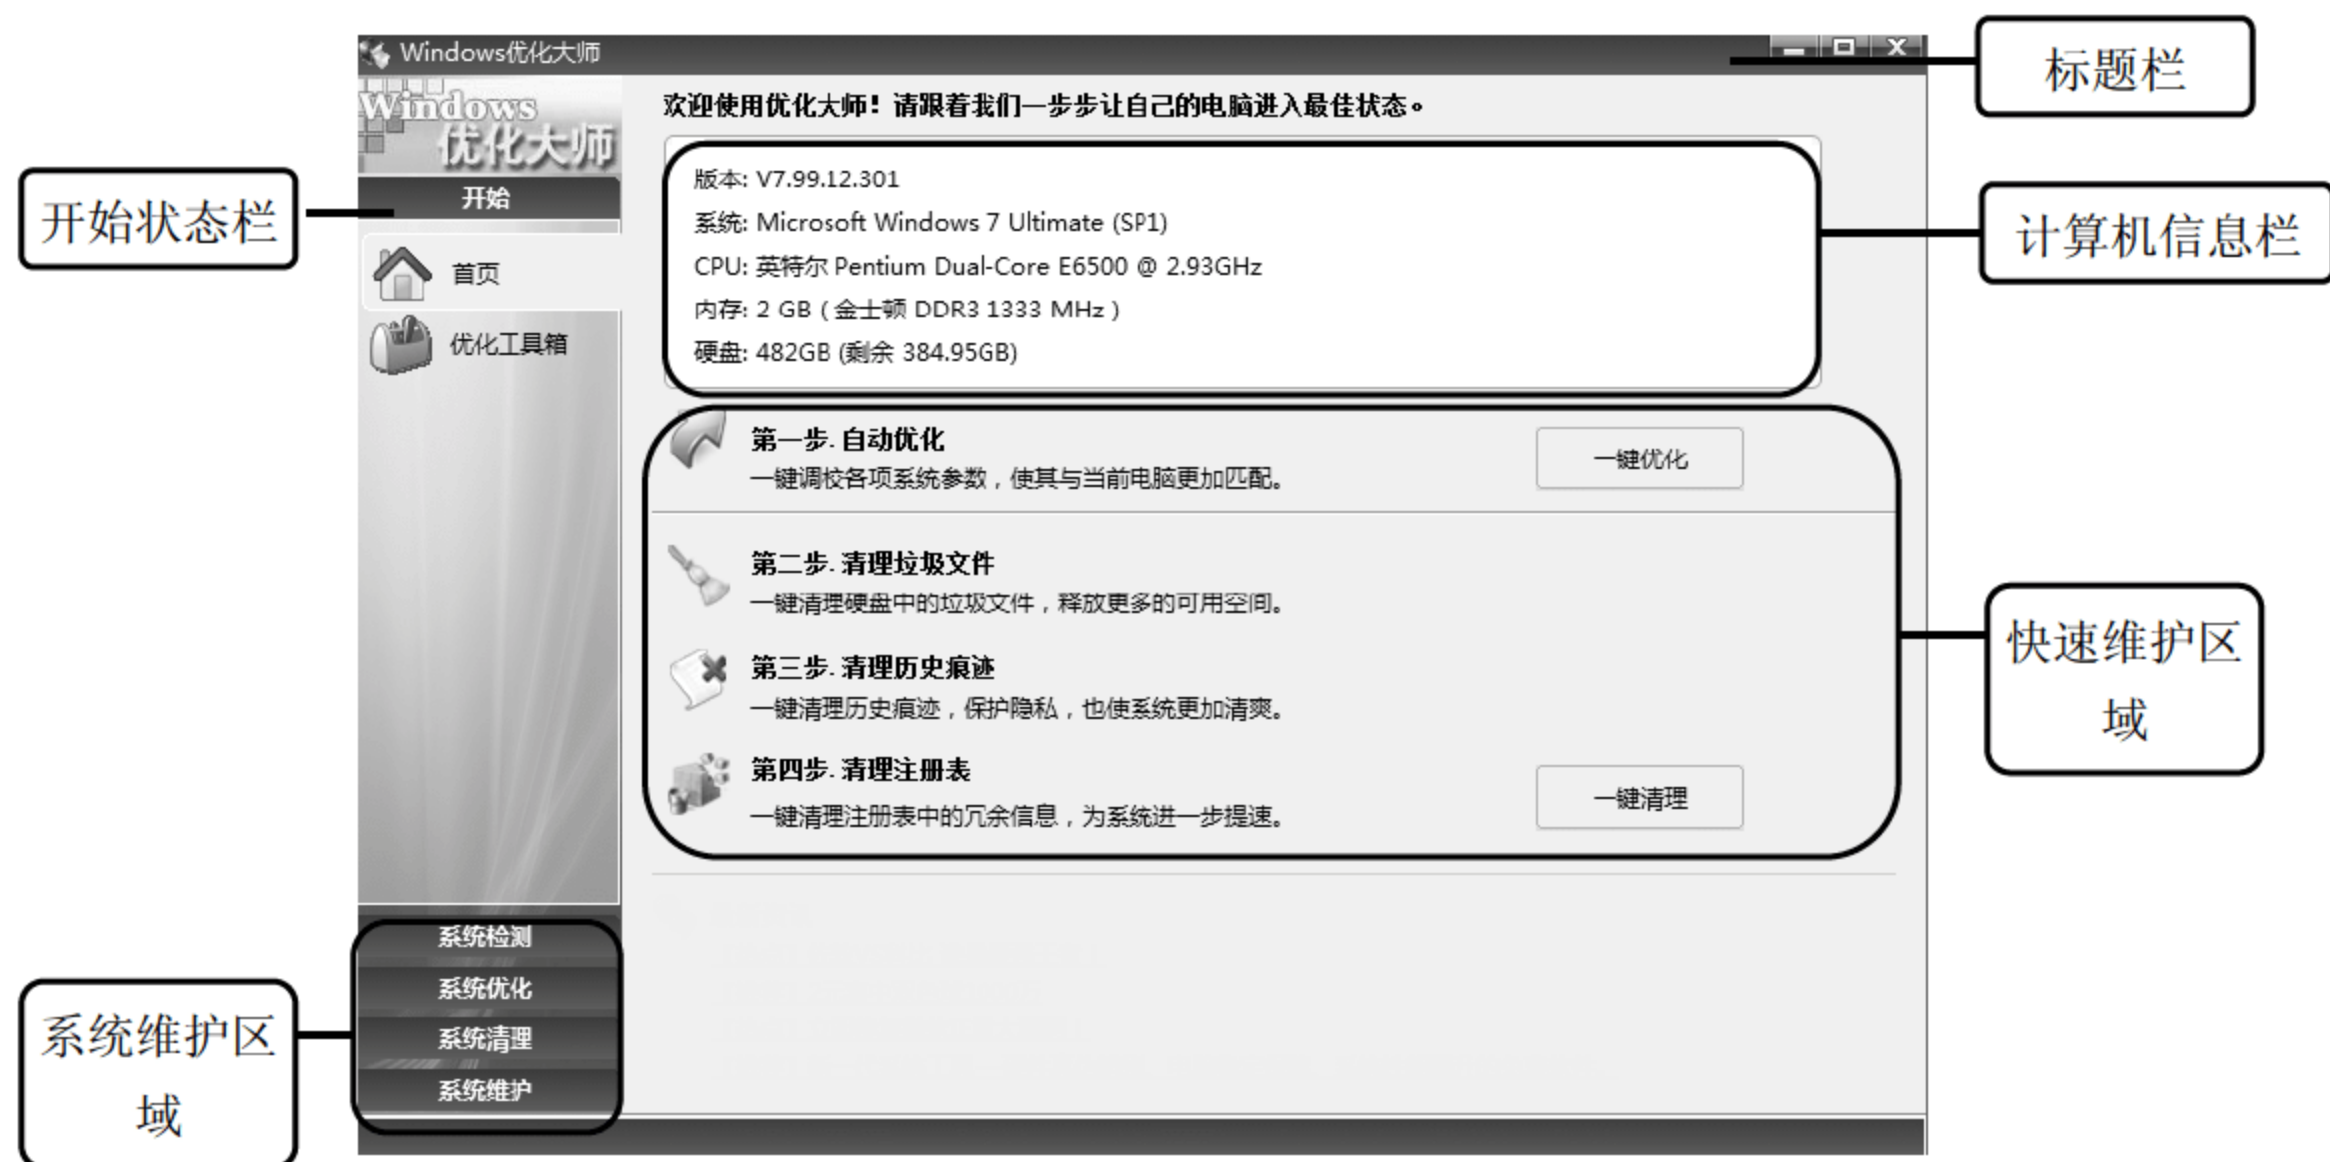 Windows优化大师
标题栏
Windows
优化大师
欢迎使用优化大师！请跟着我们一步步让自己的电脑进入最佳状态。
开始状态栏
开始
首页
优化工具箱
版本: V7.99.12.301
系统: Microsoft Windows 7 Ultimate (SP1)
CPU: 英特尔 Pentium Dual-Core E6500 @ 2.93GHz
内存: 2 GB ( 金士顿 DDR3 1333 MHz )
硬盘: 482GB (剩余 384.95GB)
计算机信息栏
第一步. 自动优化
一键调校各项系统参数，使其与当前电脑更加匹配。
一键优化
第二步. 清理垃圾文件
一键清理硬盘中的垃圾文件，释放更多的可用空间。
第三步. 清理历史痕迹
一键清理历史痕迹，保护隐私，也使系统更加清爽。
第四步. 清理注册表
一键清理注册表中的冗余信息，为系统进一步提速。
一键清理
快速维护区
域
系统检测
系统优化
系统清理
系统维护
系统维护区
域